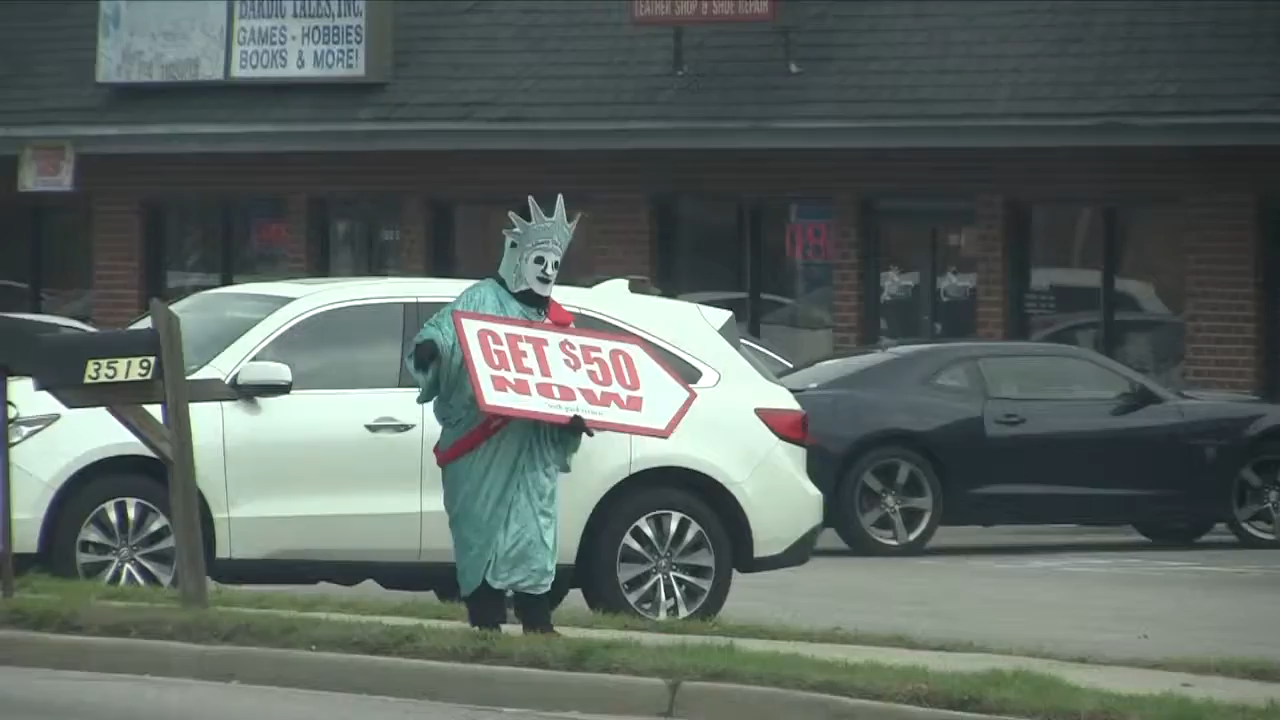 BARDIC TALES, INC.
GAMES - HOBBIES
BOOKS & MORE!
LEATHER SHOP & SHOE REPAIR
3519
GET $50
NOW